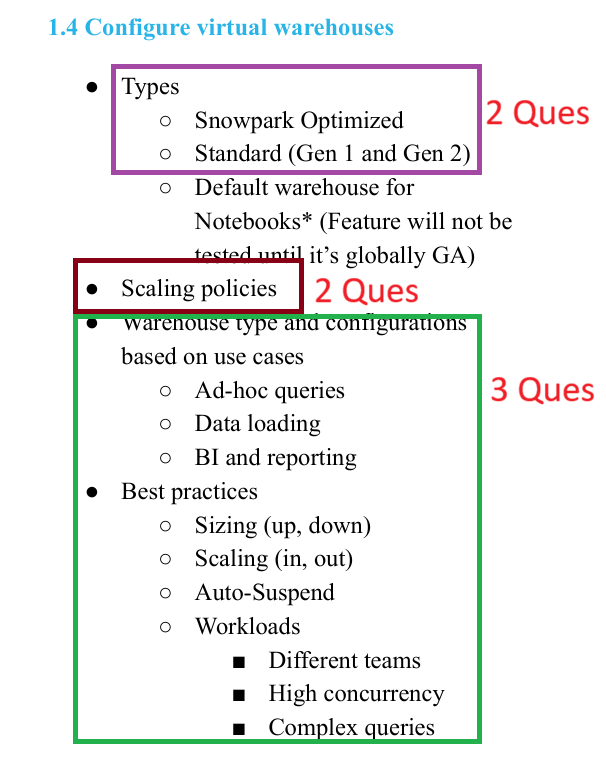 1.4 Configure virtual warehouses
● Types
○ Snowpark Optimized
2 Ques
○ Standard (Gen 1 and Gen 2)
○ Default warehouse for
Notebooks* (Feature will not be
tested until it’s globally GA)
● Scaling policies
2 Ques
● Warehouse type and configurations
based on use cases
○ Ad-hoc queries
3 Ques
○ Data loading
○ BI and reporting
● Best practices
○ Sizing (up, down)
○ Scaling (in, out)
○ Auto-Suspend
○ Workloads
■ Different teams
■ High concurrency
■ Complex queries